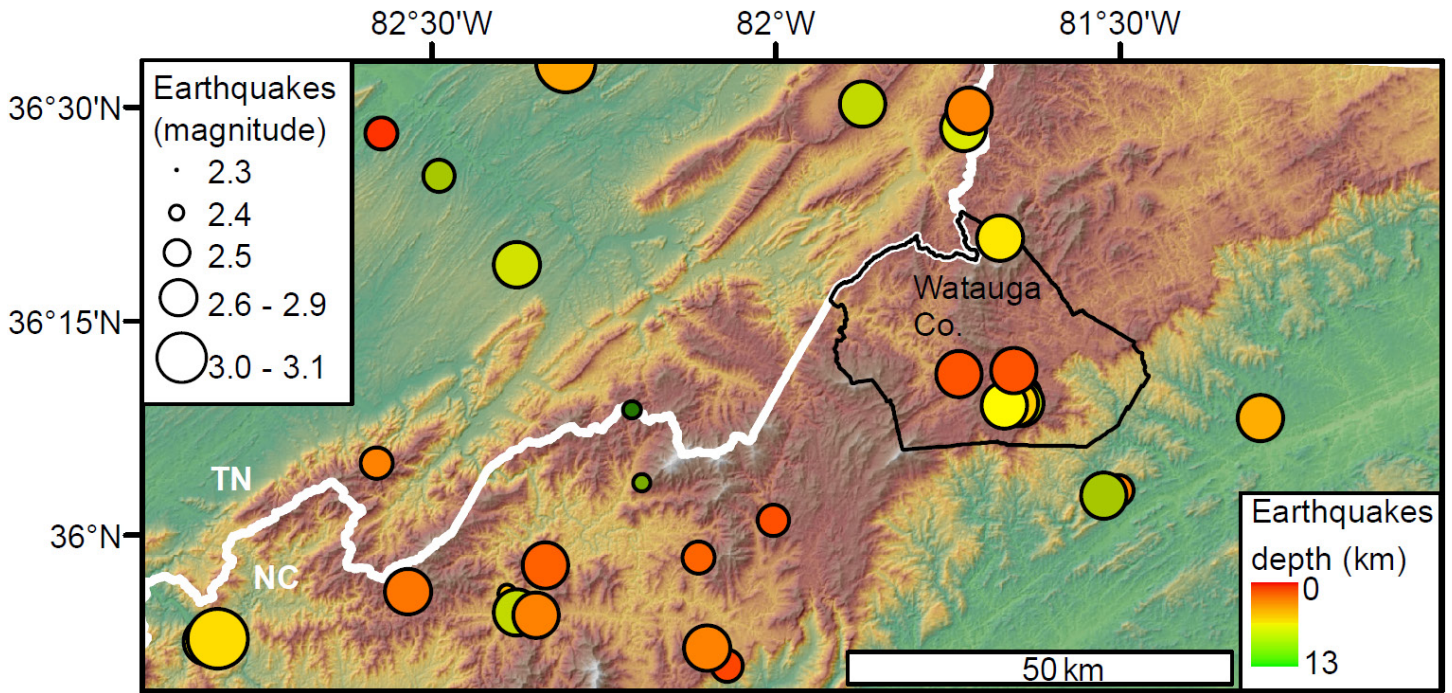 82°30'W 82°W 81°30'W
36°30'N
36°15'N
36°N
Earthquakes
(magnitude)
2.3
2.4
2.5
2.6 - 2.9
3.0 - 3.1
Watauga
Co.
TN
NC
Earthquakes
depth (km)
0
13
50 km